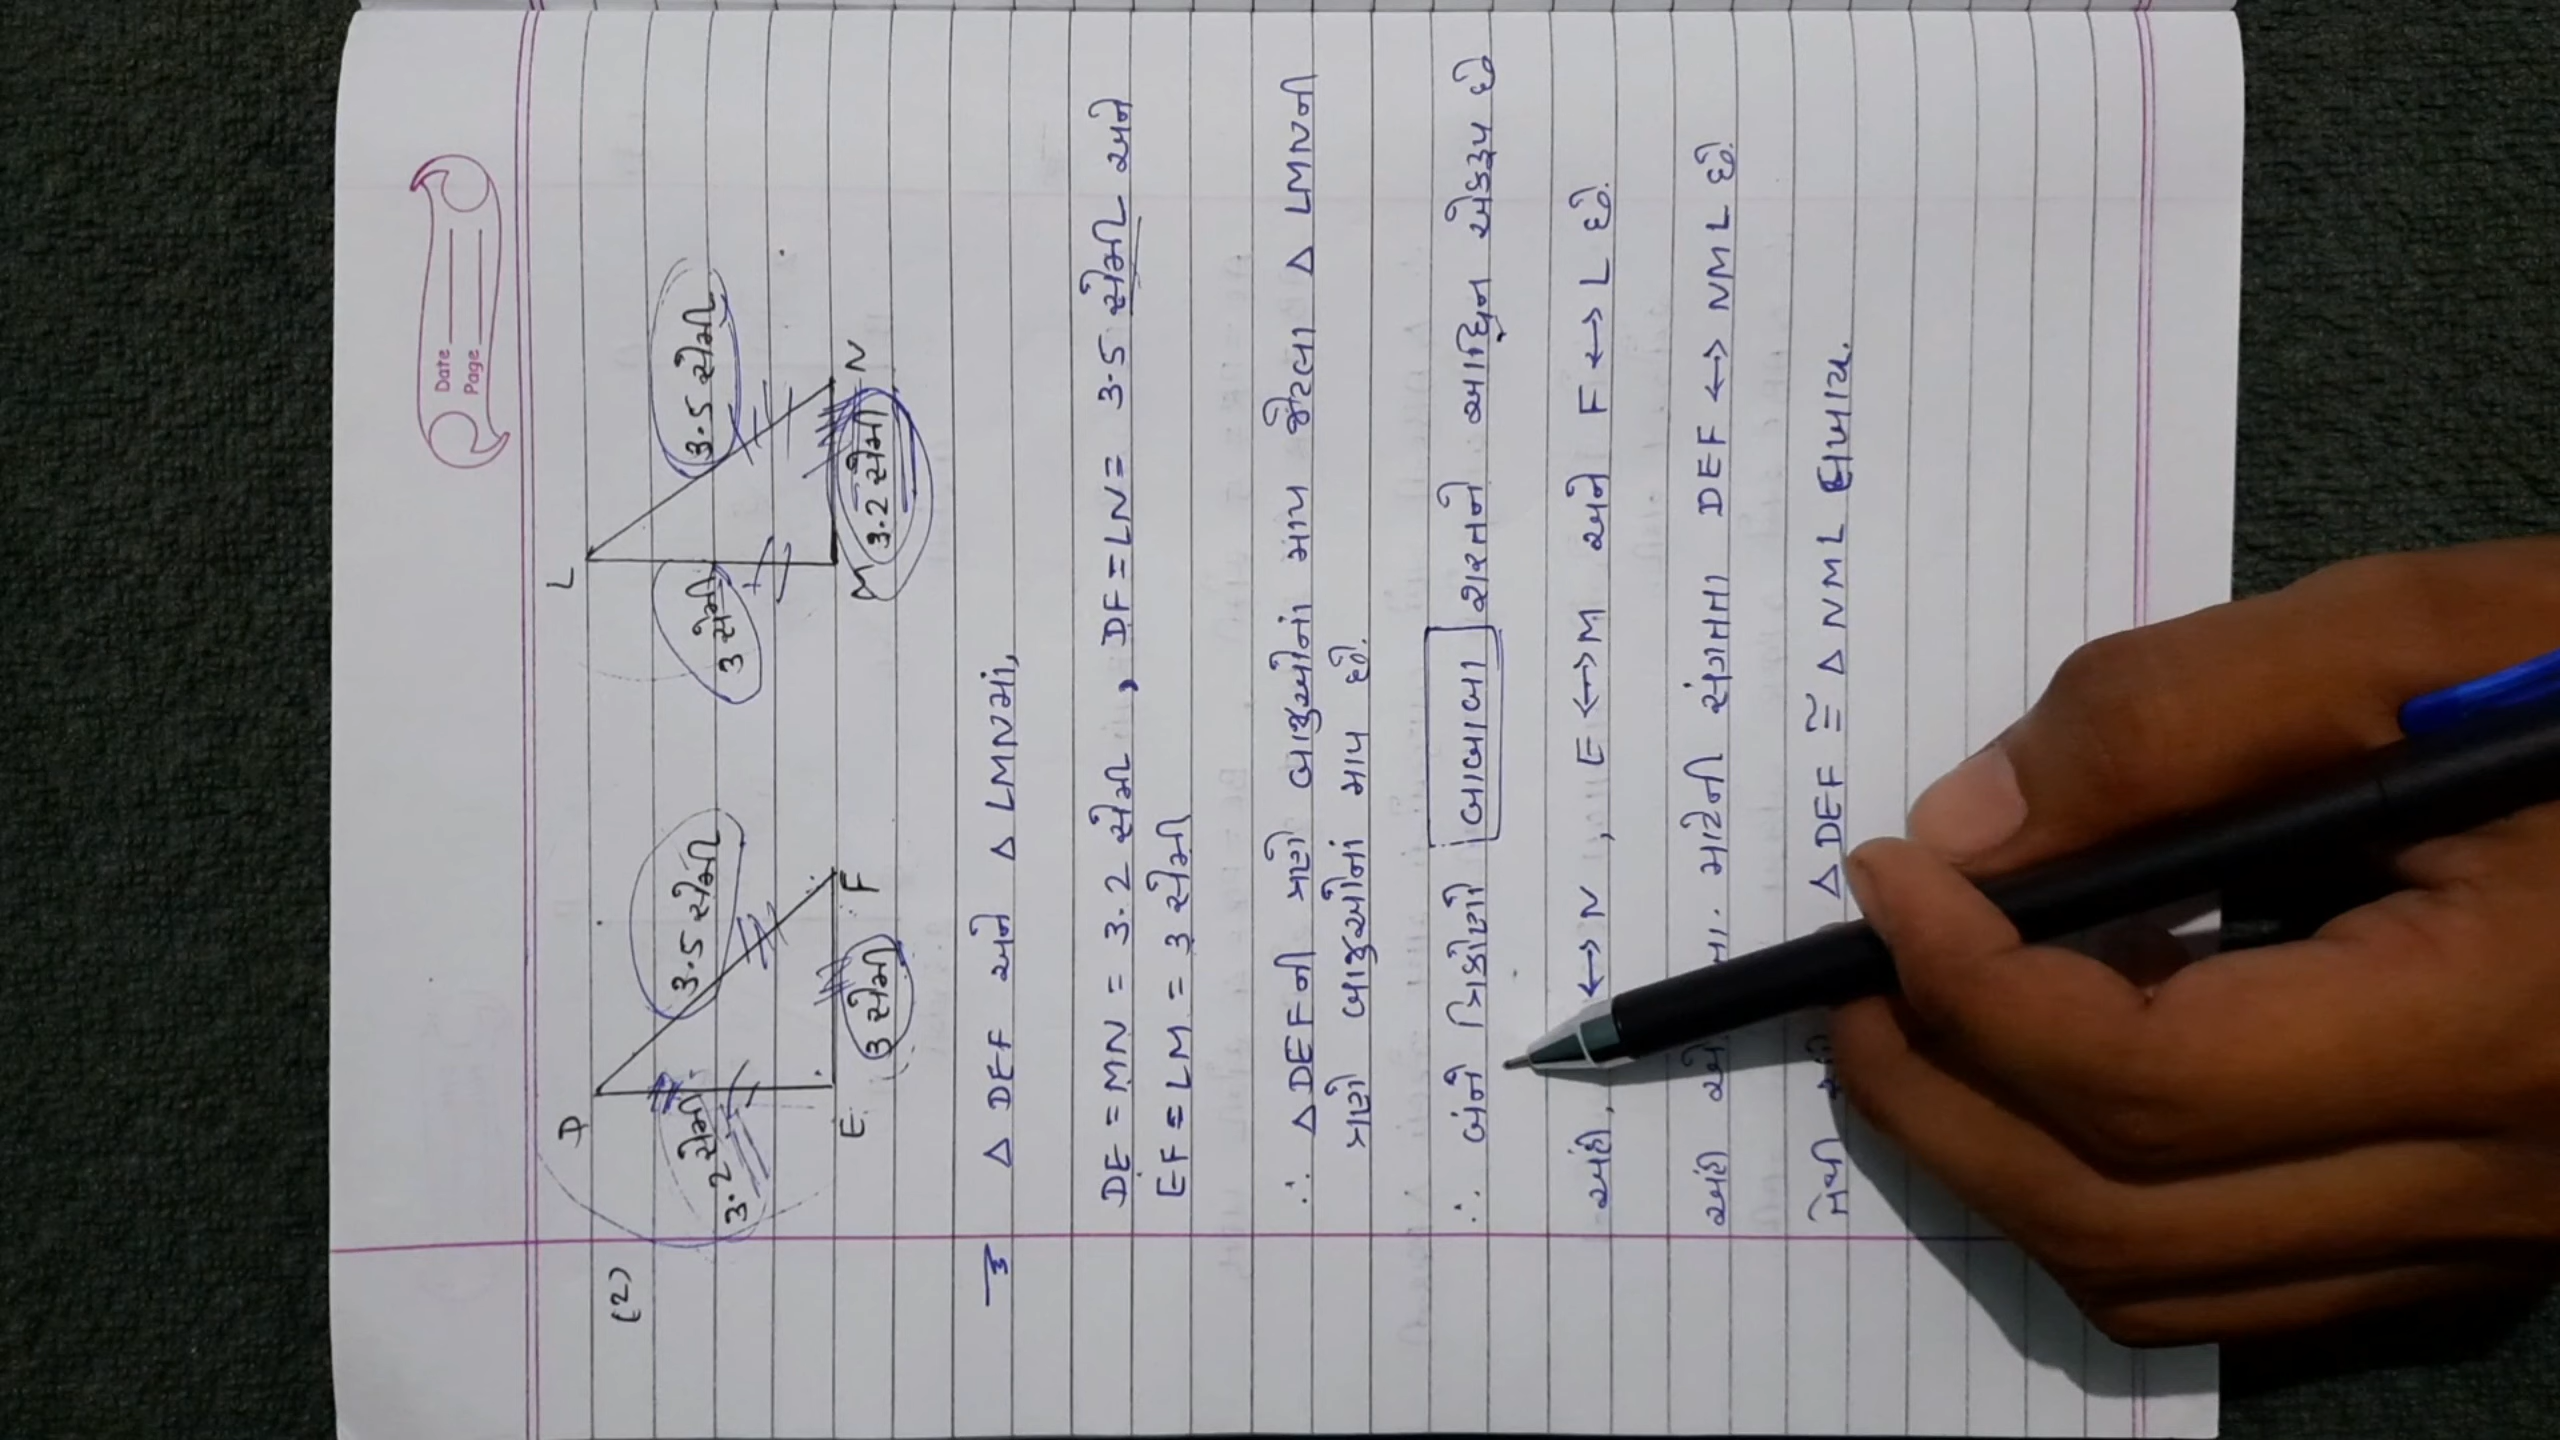 Date
Page
(2)
D
3.2 સેમી
3.5 સેમી
E
3 સેમી
F
L
3 સેમી
3.5 સેમી
M
3.2 સેમી
N
→ Δ DEF અને Δ LMNમાં,
DE = MN = 3.2 સેમી , DF = LN = 3.5 સેમી અને
EF = LM = 3 સેમી
∴ Δ DEF ની ત્રણે બાજુઓનાં માપ જેટલા Δ LMNની
ત્રણે બાજુઓનાં માપ છે.
∴ બંને ત્રિકોણો બાબાબા શરતને આધિન એકરૂપ છે
અહીં, ↔ N , E ↔ M અને F ↔ L છે.
અહીં માટેની સંગતતા DEF ↔ NML છે.
તેથી Δ DEF ≅ Δ NML લખાય.